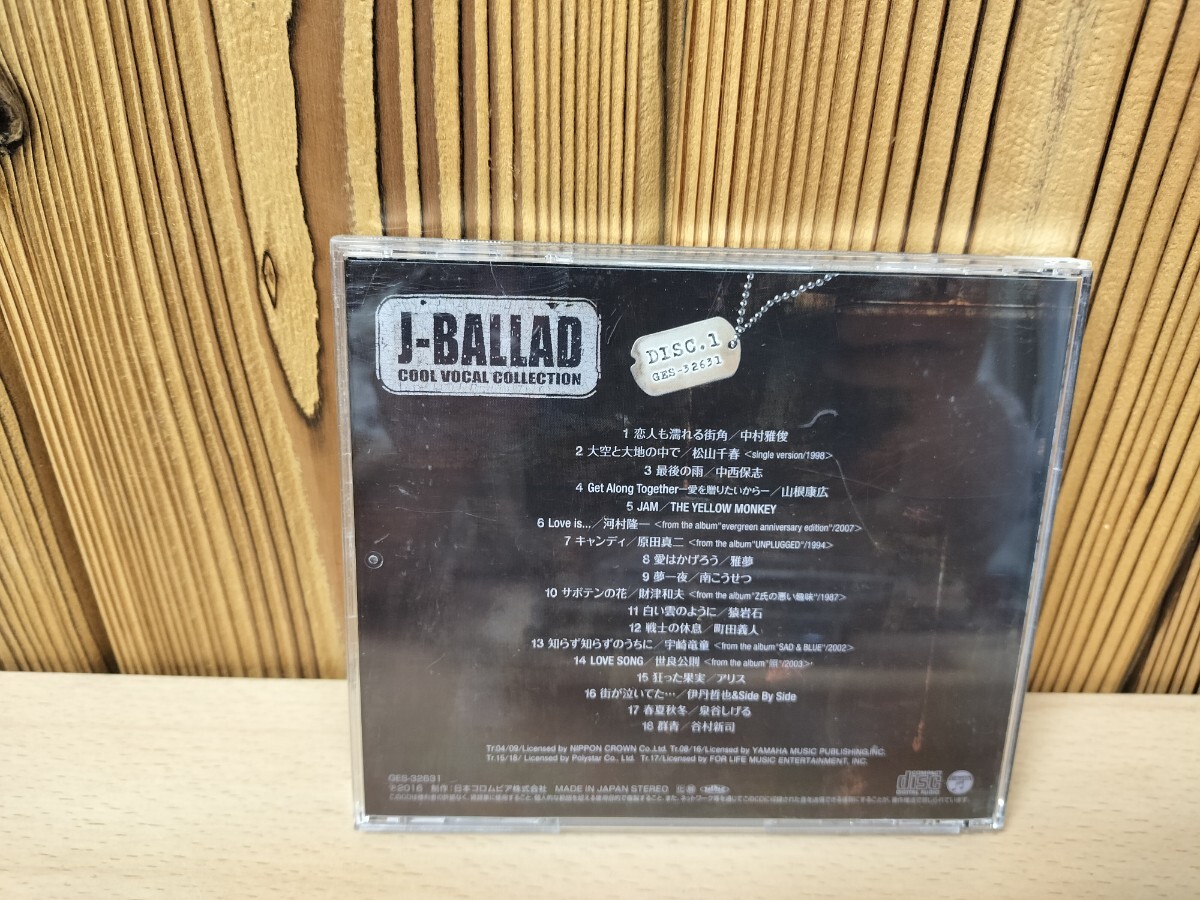 J-BALLAD
COOL VOCAL COLLECTION
DISC.1
GES-32631
1 恋人も濡れる街角／中村雅俊
2 大空と大地の中で／松山千春 <single version/1998>
3 最後の雨／中西保志
4 Get Along Together―愛を贈りたいから―／山根康広
5 JAM／THE YELLOW MONKEY
6 Love is...／河村隆一 <from the album"evergreen anniversary edition"/2007>
7 キャンディ／原田真二 <from the album"UNPLUGGED"/1994>
8 愛はかげろう／雅夢
9 夢一夜／南こうせつ
10 サボテンの花／財津和夫 <from the album"Z氏の悪い趣味"/1987>
11 白い雲のように／猿岩石
12 戦士の休息／町田義人
13 知らず知らずのうちに／宇崎竜童 <from the album"SAD & BLUE"/2002>
14 LOVE SONG／世良公則 <from the album /2003>
15 狂った果実／アリス
16 街が泣いてた…／伊丹哲也&Side By Side
17 春夏秋冬／泉谷しげる
18 群青／谷村新司
Tr.04/09/Licensed by NIPPON CROWN Co.,Ltd. Tr.08/16/Licensed by YAMAHA MUSIC PUBLISHING,INC.
Tr.15/18/ Licensed by Polystar Co., Ltd. Tr.17/Licensed by FOR LIFE MUSIC ENTERTAINMENT, INC.
GES-32631
℗2016 制作：日本コロムビア株式会社 MADE IN JAPAN STEREO
COMPACT
disc
DIGITAL AUDIO